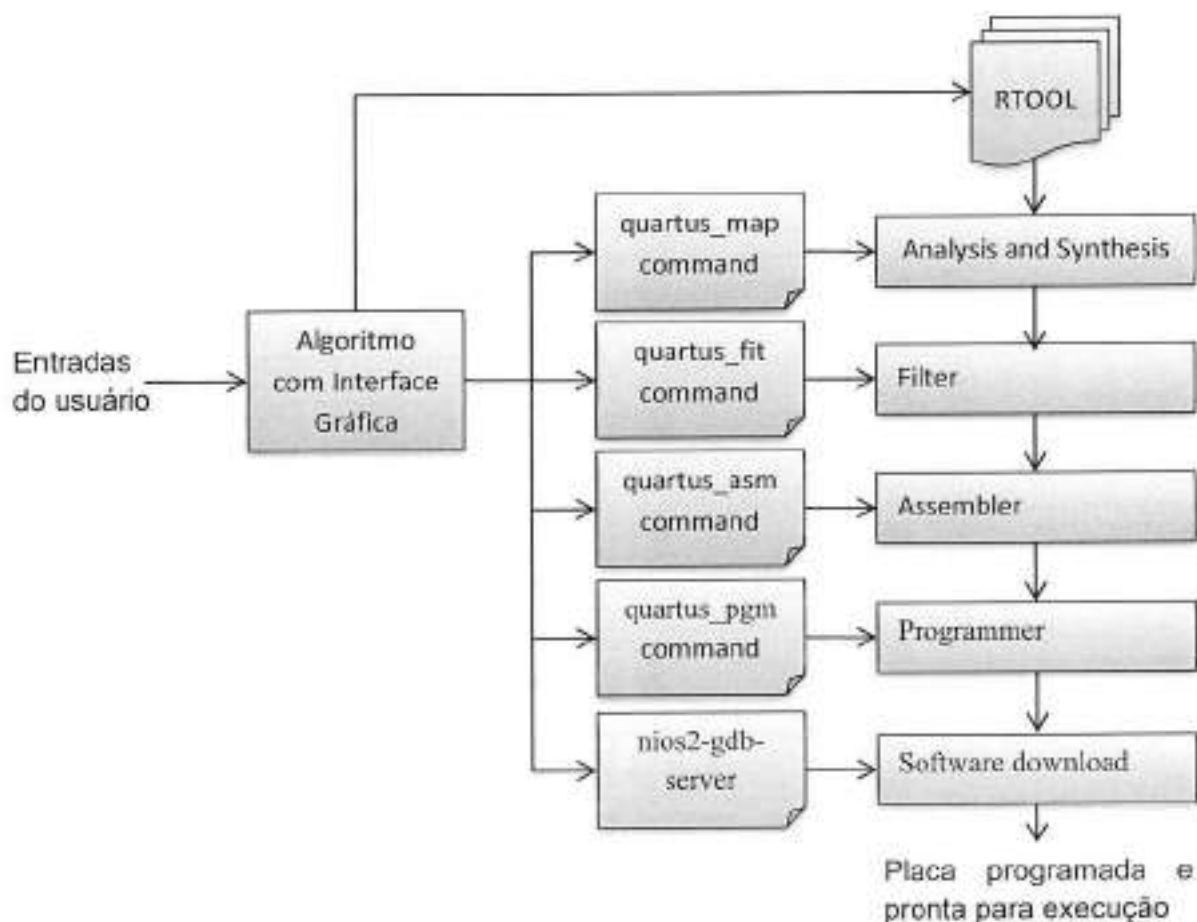 RTOOL
quartus_map
command
Analysis and Synthesis
Entradas
do usuário
Algoritmo
com Interface
Gráfica
quartus_fit
command
Filter
quartus_asm
command
Assembler
quartus_pgm
command
Programmer
nios2-gdb-
server
Software download
Placa programada e
pronta para execução